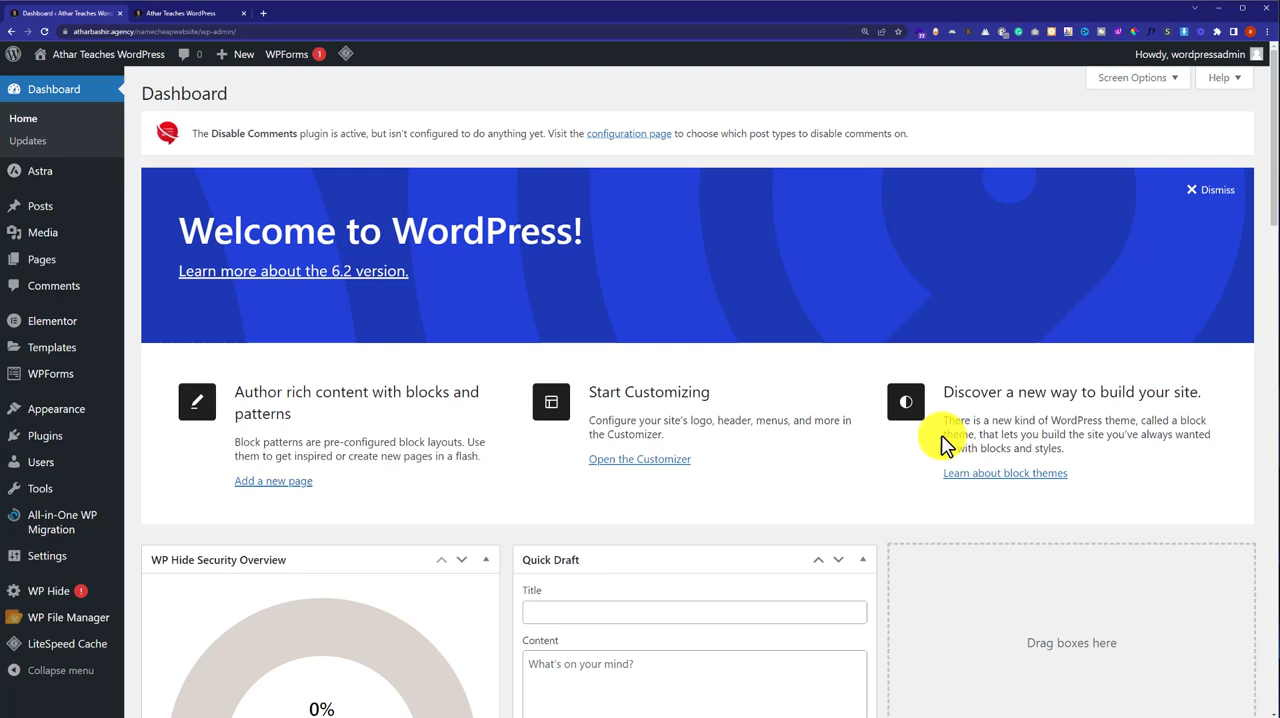 Dashboard ‹ Athar Teaches WordPress
Athar Teaches WordPress
atharbashir.agency/namecheapwebsite/wp-admin/
Athar Teaches WordPress
0
New
WPForms 1
Howdy, wordpressadmin
Dashboard
Home
Updates
Astra
Posts
Media
Pages
Comments
Elementor
Templates
WPForms
Appearance
Plugins
Users
Tools
All-in-One WP
Migration
Settings
WP Hide !
WP File Manager
LiteSpeed Cache
Collapse menu
Screen Options
Help
Dashboard
The Disable Comments plugin is active, but isn't configured to do anything yet. Visit the configuration page to choose which post types to disable comments on.
Dismiss
Welcome to WordPress!
Learn more about the 6.2 version.
Author rich content with blocks and
patterns
Block patterns are pre-configured block layouts. Use
them to get inspired or create new pages in a flash.
Add a new page
Start Customizing
Configure your site's logo, header, menus, and more in
the Customizer.
Open the Customizer
Discover a new way to build your site.
There is a new kind of WordPress theme, called a block
theme, that lets you build the site you've always wanted
with blocks and styles.
Learn about block themes
WP Hide Security Overview
0%
Quick Draft
Title
Content
What's on your mind?
Drag boxes here